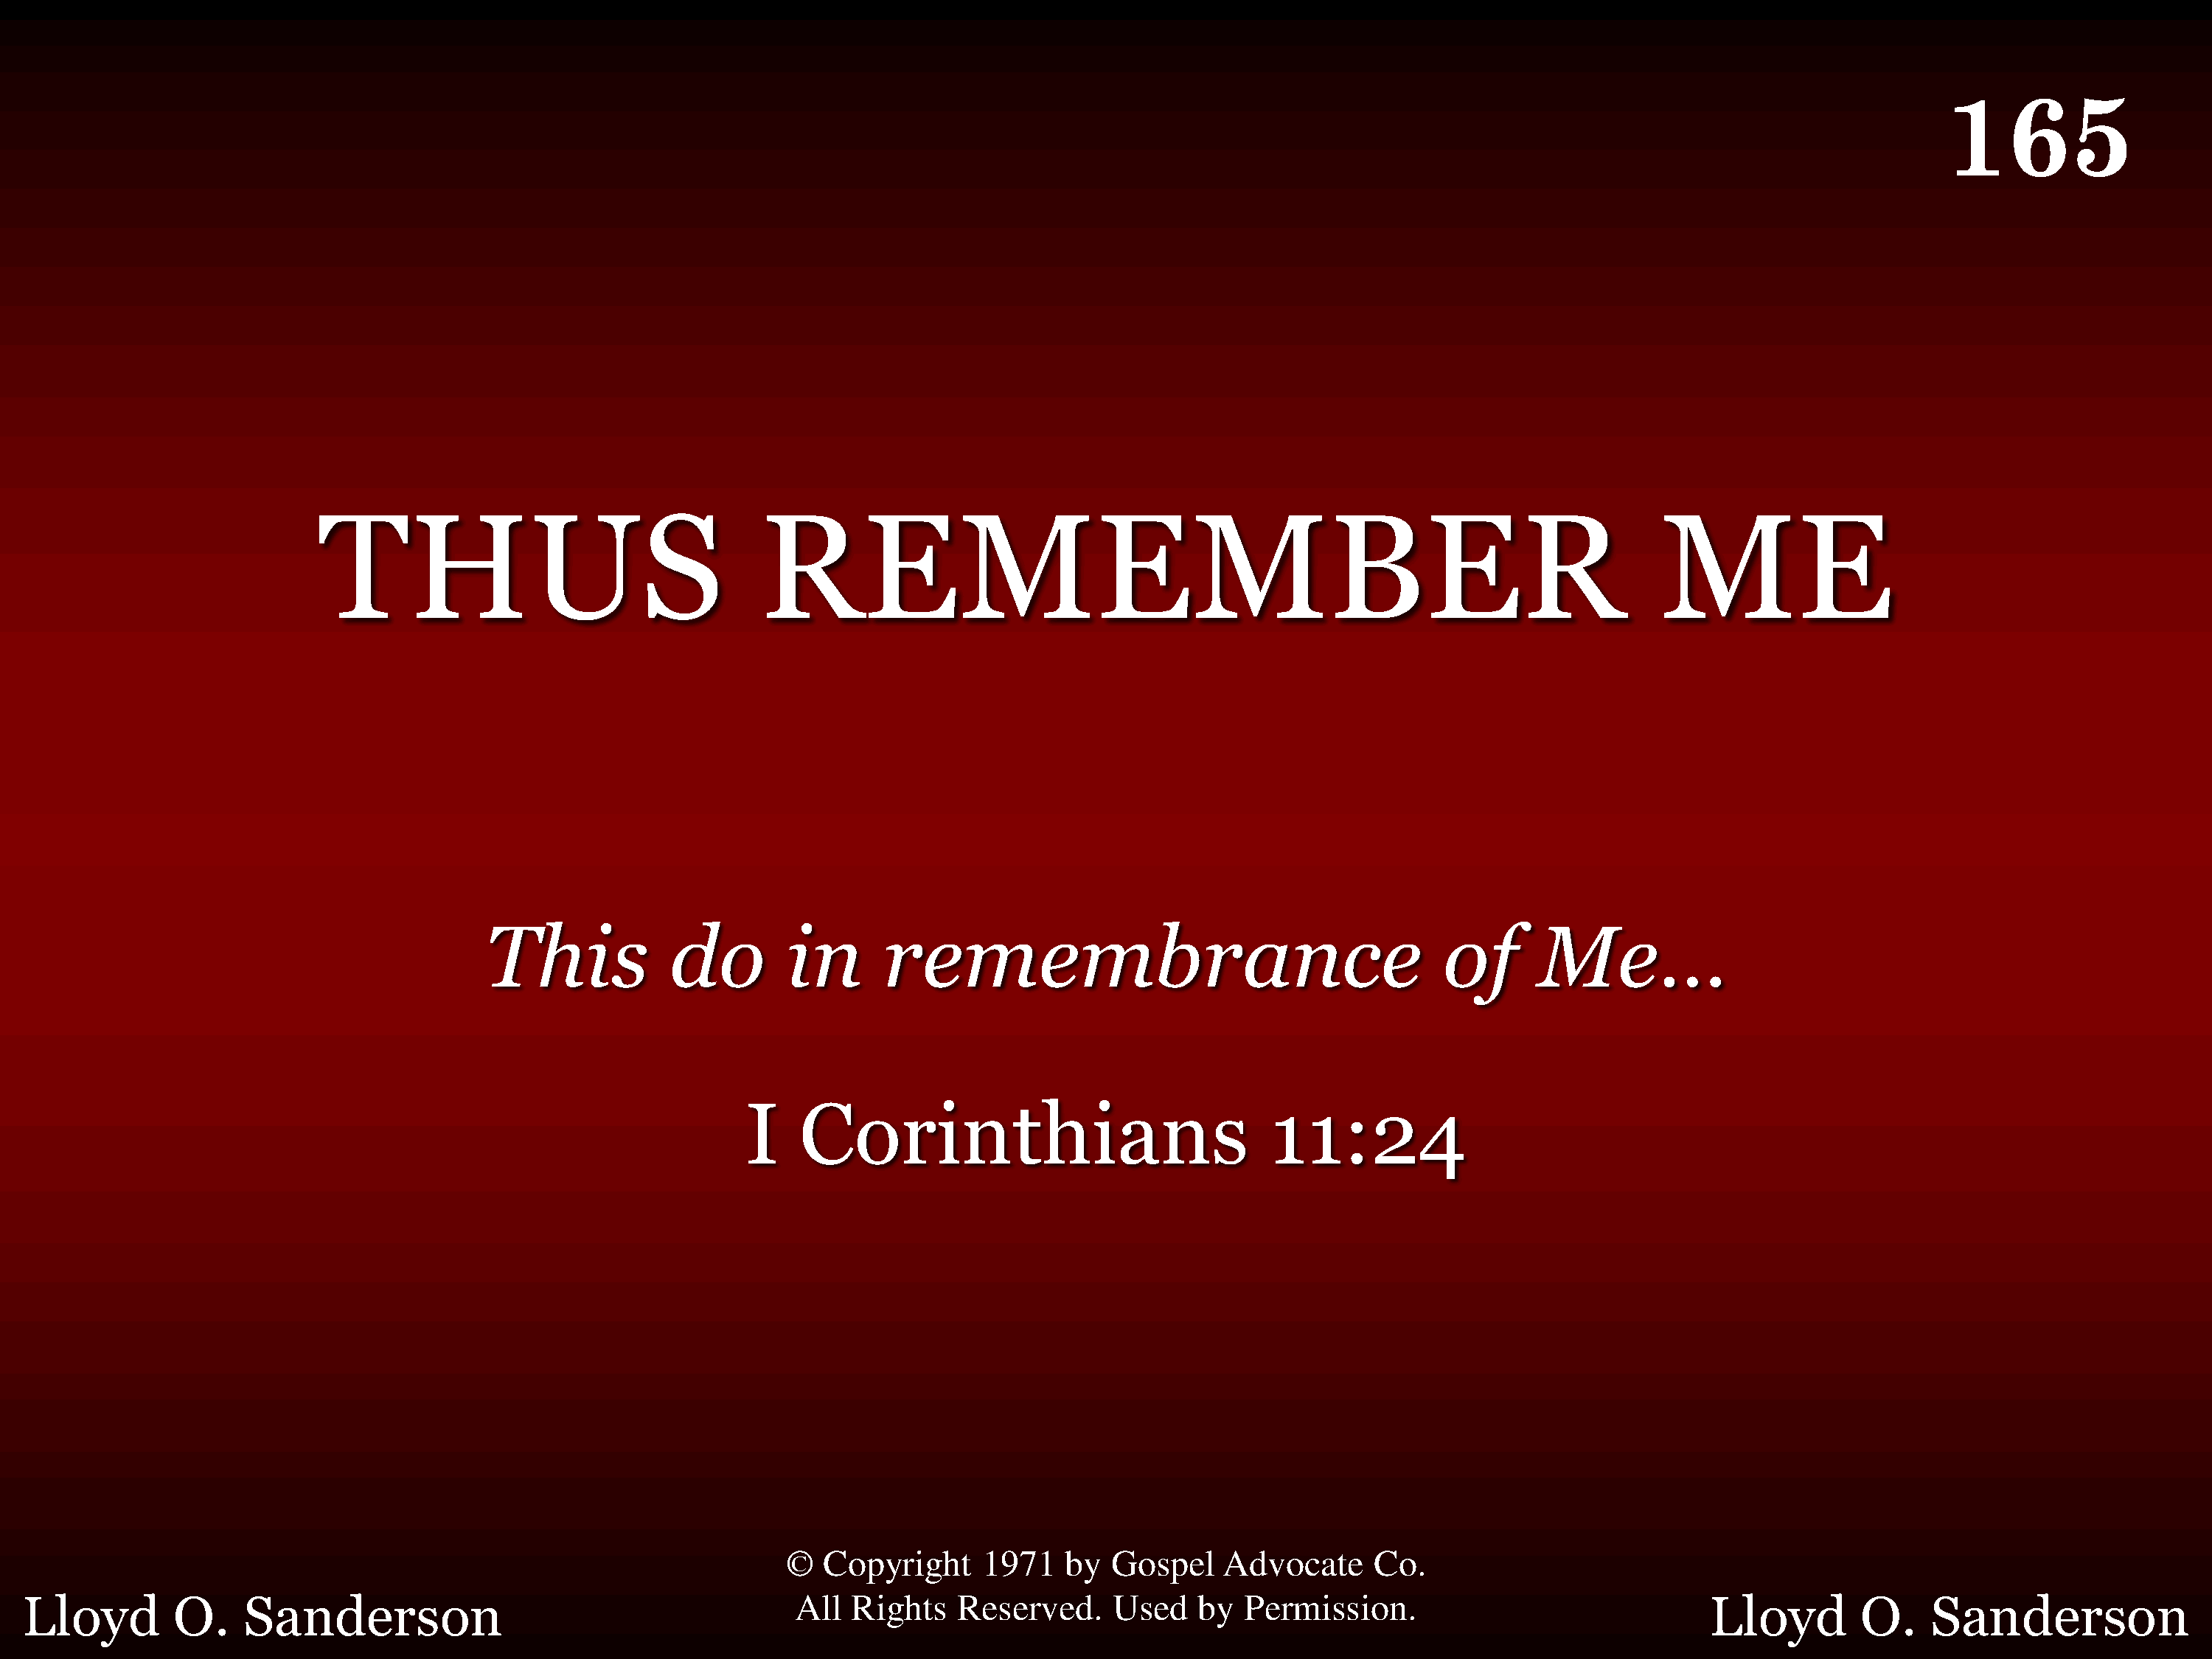 165
THUS REMEMBER ME
This do in remembrance of Me...
I Corinthians 11:24
© Copyright 1971 by Gospel Advocate Co.
All Rights Reserved. Used by Permission.
Lloyd O. Sanderson
Lloyd O. Sanderson